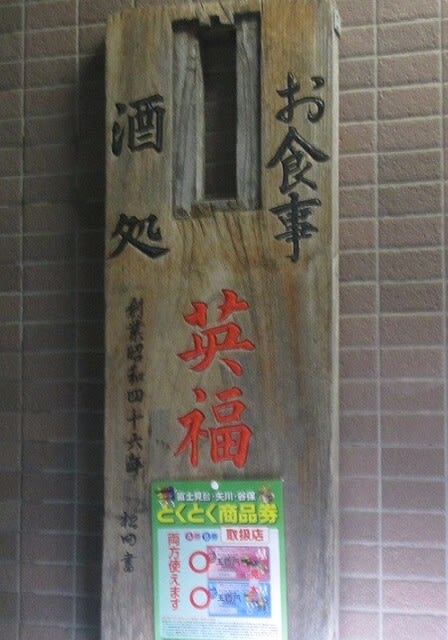 お食事
酒処
英福
創業昭和四十六年
松田書
富士見台・矢川・谷保
とくとく商品券
取扱店
両方使えます